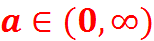 a ∈ (0, ∞)